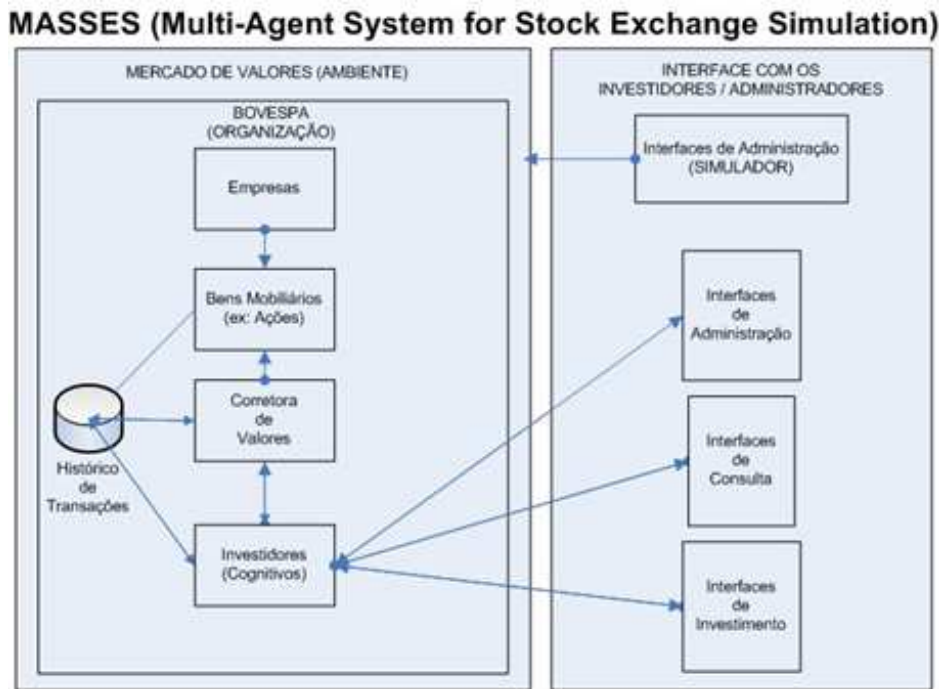 MASSES (Multi-Agent System for Stock Exchange Simulation)
MERCADO DE VALORES (AMBIENTE)
BOVESPA
(ORGANIZAÇÃO)
Empresas
Bens Mobiliários
(ex: Ações)
Corretora
de
Valores
Histórico
de
Transações
Investidores
(Cognitivos)
INTERFACE COM OS
INVESTIDORES / ADMINISTRADORES
Interfaces de Administração
(SIMULADOR)
Interfaces
de
Administração
Interfaces
de
Consulta
Interfaces
de
Investimento